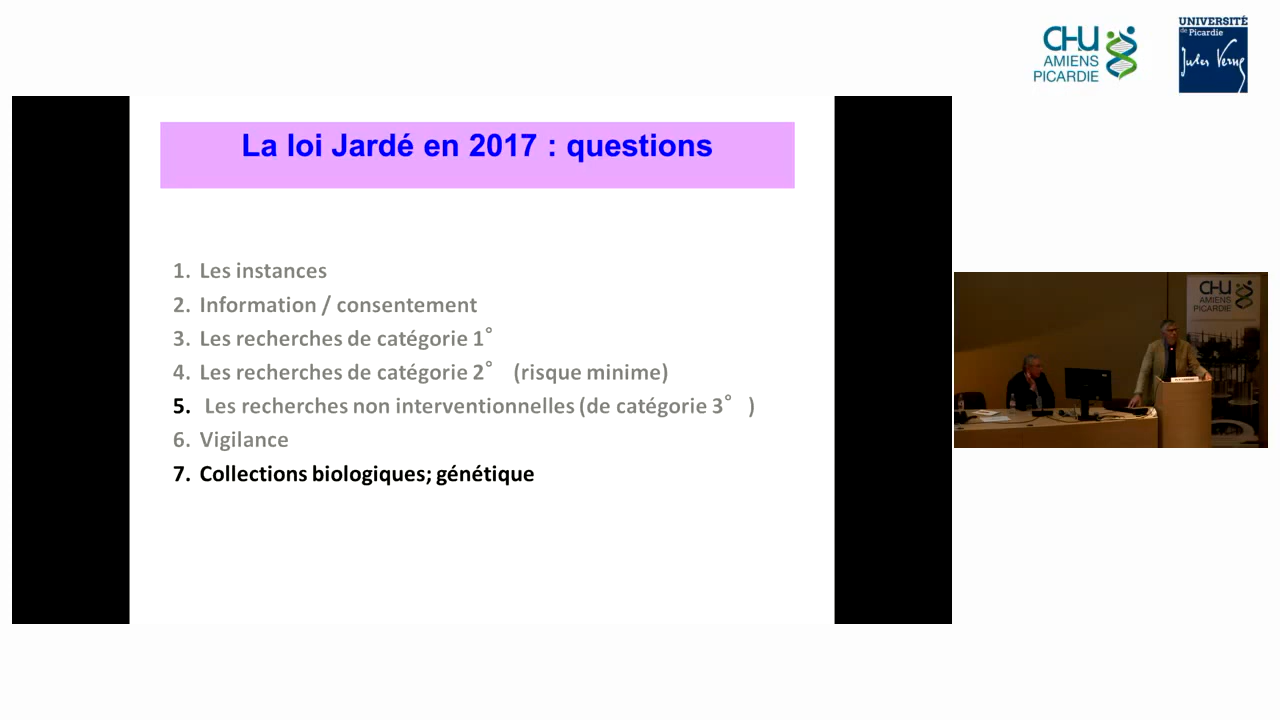 CHU
AMIENS
PICARDIE
UNIVERSITÉ
de Picardie
Jules Verne
La loi Jardé en 2017 : questions
1. Les instances
2. Information / consentement
3. Les recherches de catégorie 1°
4. Les recherches de catégorie 2° (risque minime)
5. Les recherches non interventionnelles (de catégorie 3° )
6. Vigilance
7. Collections biologiques; génétique
CHU
AMIENS
PICARDIE